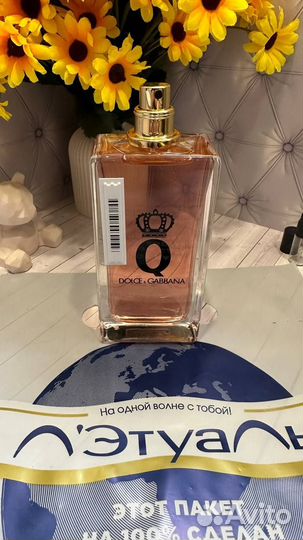 Q
DOLCE & GABBANA
На одной волне с тобой!
Л'Этуаль
ЭТОТ ПАКЕТ
НА 100% СДЕЛАН
Avito